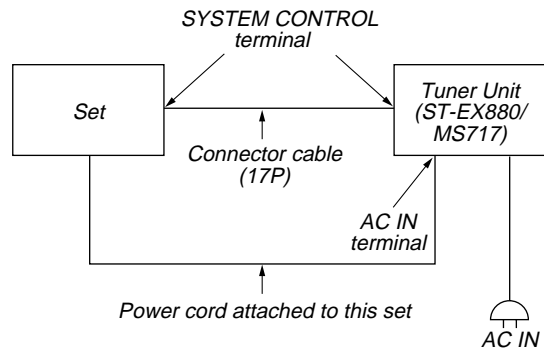 SYSTEM CONTROL
terminal
Set
Tuner Unit
(ST-EX880/
MS717)
Connector cable
(17P)
AC IN
terminal
Power cord attached to this set
AC IN